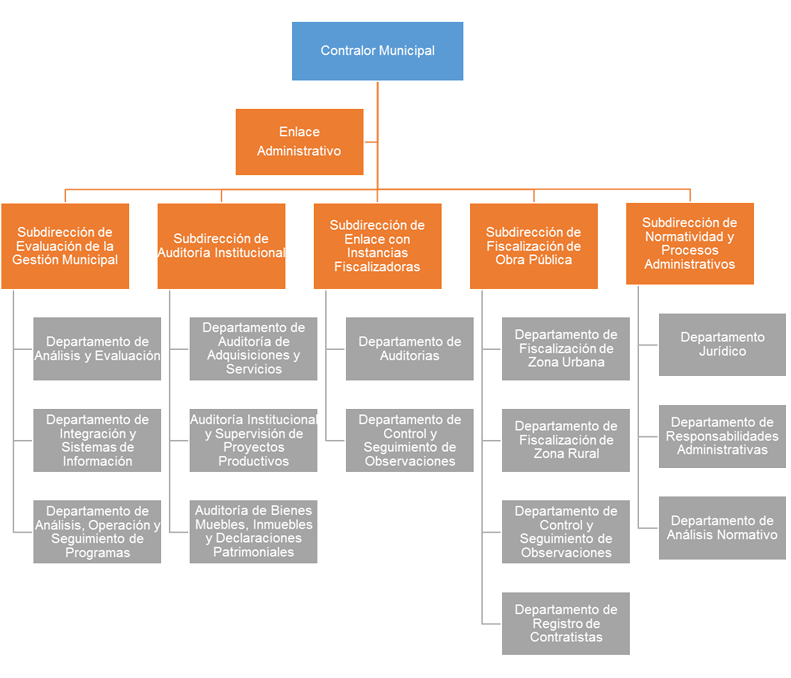 Contralor Municipal
Enlace
Administrativo
Subdirección de
Evaluación de la
Gestión Municipal
Subdirección de
Auditoría Institucional
Subdirección de
Enlace con
Instancias
Fiscalizadoras
Subdirección de
Fiscalización de
Obra Pública
Subdirección de
Normatividad y
Procesos
Administrativos
Departamento de
Análisis y Evaluación
Departamento de
Integración y
Sistemas de
Información
Departamento de
Análisis, Operación y
Seguimiento de
Programas
Departamento de
Auditoría de
Adquisiciones y
Servicios
Auditoría Institucional
y Supervisión de
Proyectos
Productivos
Auditoría de Bienes
Muebles, Inmuebles
y Declaraciones
Patrimoniales
Departamento de
Auditorias
Departamento de
Control y
Seguimiento de
Observaciones
Departamento de
Fiscalización de
Zona Urbana
Departamento de
Fiscalización de
Zona Rural
Departamento de
Control y
Seguimiento de
Observaciones
Departamento de
Registro de
Contratistas
Departamento
Jurídico
Departamento de
Responsabilidades
Administrativas
Departamento de
Análisis Normativo